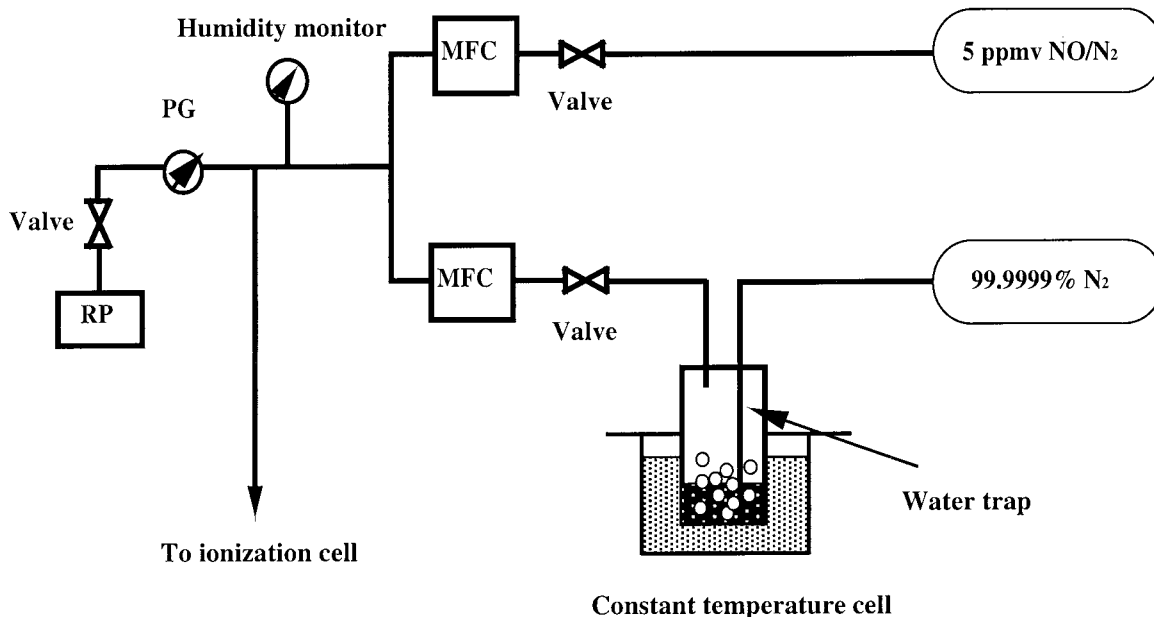 Humidity monitor
MFC
5 ppmv NO/N2
Valve
PG
Valve
MFC
99.9999% N2
RP
Valve
Water trap
To ionization cell
Constant temperature cell